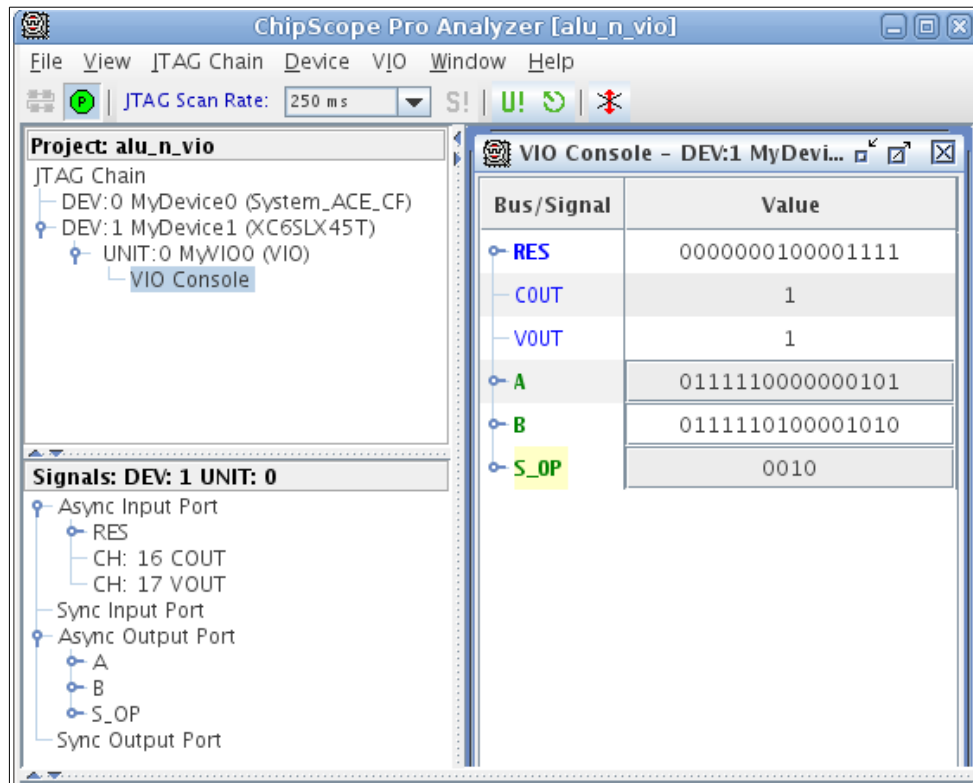 ChipScope Pro Analyzer [alu_n_vio]
File View JTAG Chain Device VIO Window Help
P JTAG Scan Rate: 250 ms S! U!
Project: alu_n_vio
JTAG Chain
DEV:0 MyDevice0 (System_ACE_CF)
DEV:1 MyDevice1 (XC6SLX45T)
UNIT:0 MyVIO0 (VIO)
VIO Console
Signals: DEV: 1 UNIT: 0
Async Input Port
RES
CH: 16 COUT
CH: 17 VOUT
Sync Input Port
Async Output Port
A
B
S_OP
Sync Output Port
VIO Console - DEV:1 MyDevi...
Bus/Signal Value
RES 0000000100001111
COUT 1
VOUT 1
A 0111110000000101
B 0111110100001010
S_OP 0010